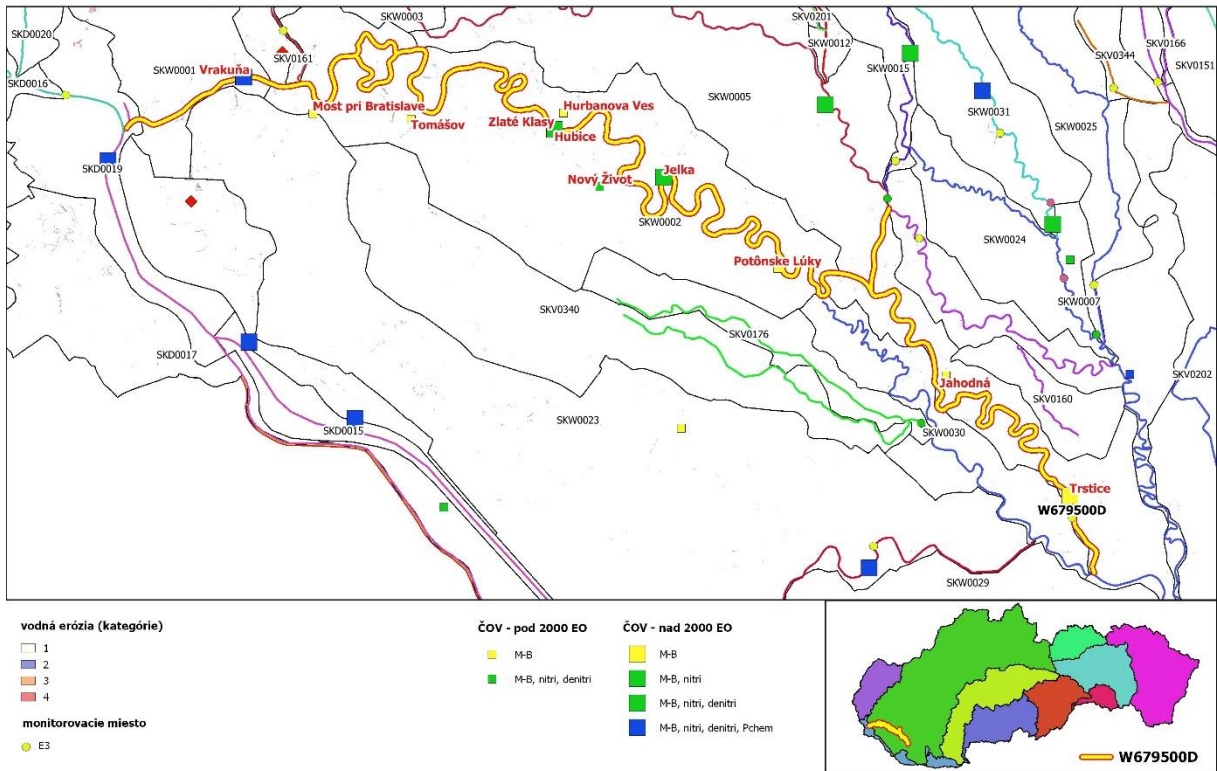 SKD0020
SKW0003
SKV0201
SKV0166
SKW0001
SKV0161
SKW0012
SKV0344
SKV0151
Vrakuňa
SKW0015
SKD0016
SKW0005
Most pri Bratislave
Hurbanova Ves
SKW0031
SKW0025
Tomášov
Zlaté Klasy
Hubice
SKD0019
Jelka
Nový Život
SKW0002
SKW0024
Potônske Lúky
SKW0007
SKV0340
SKV0176
SKD0017
SKV0202
Jahodná
SKV0160
SKW0023
SKD0015
SKW0030
Trstice
W679500D
SKW0029
vodná erózia (kategórie)
1
2
3
4
monitorovacie miesto
E3
ČOV - pod 2000 EO
M-B
M-B, nitri, denitri
ČOV - nad 2000 EO
M-B
M-B, nitri
M-B, nitri, denitri
M-B, nitri, denitri, Pchem
W679500D